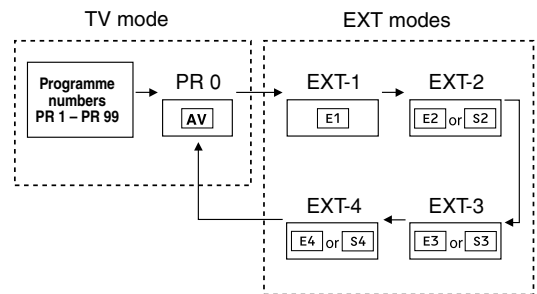 TV mode
EXT modes
Programme
numbers
PR 1 – PR 99
PR 0
AV
EXT-1
E1
EXT-2
E2 or S2
EXT-4
E4 or S4
EXT-3
E3 or S3